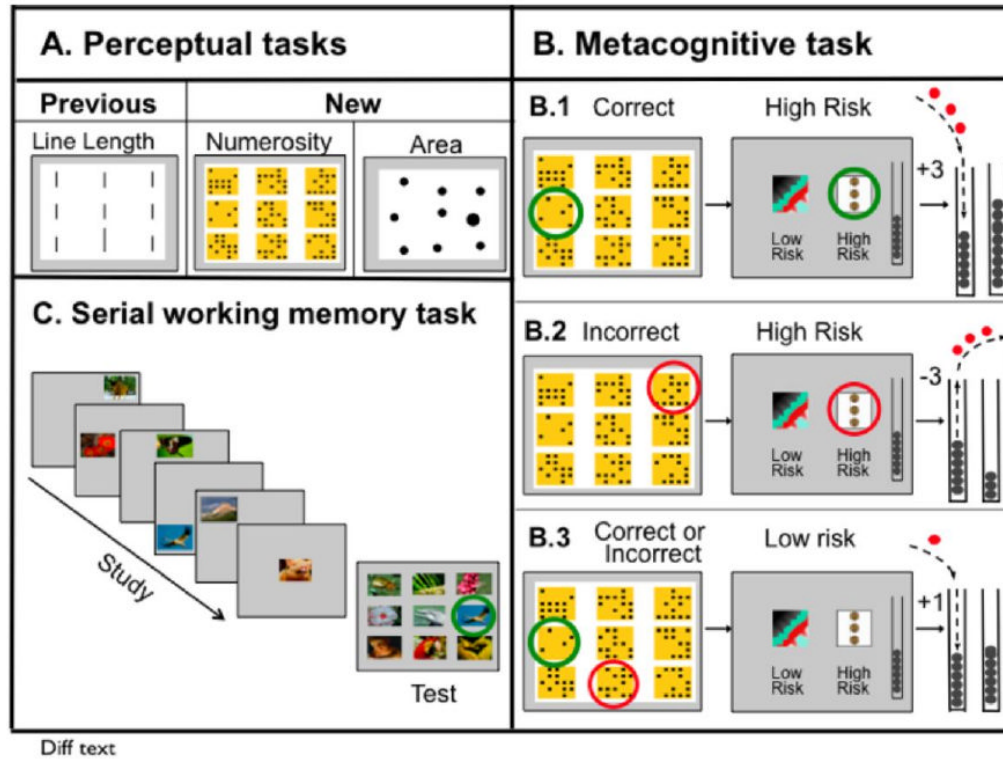 A. Perceptual tasks
Previous
New
Line Length
Numerosity
Area
C. Serial working memory task
Study
Test
B. Metacognitive task
B.1 Correct
High Risk
Low
Risk
High
Risk
+3
B.2 Incorrect
High Risk
Low
Risk
High
Risk
-3
B.3 Correct or
Incorrect
Low risk
Low
Risk
High
Risk
+1
Diff text